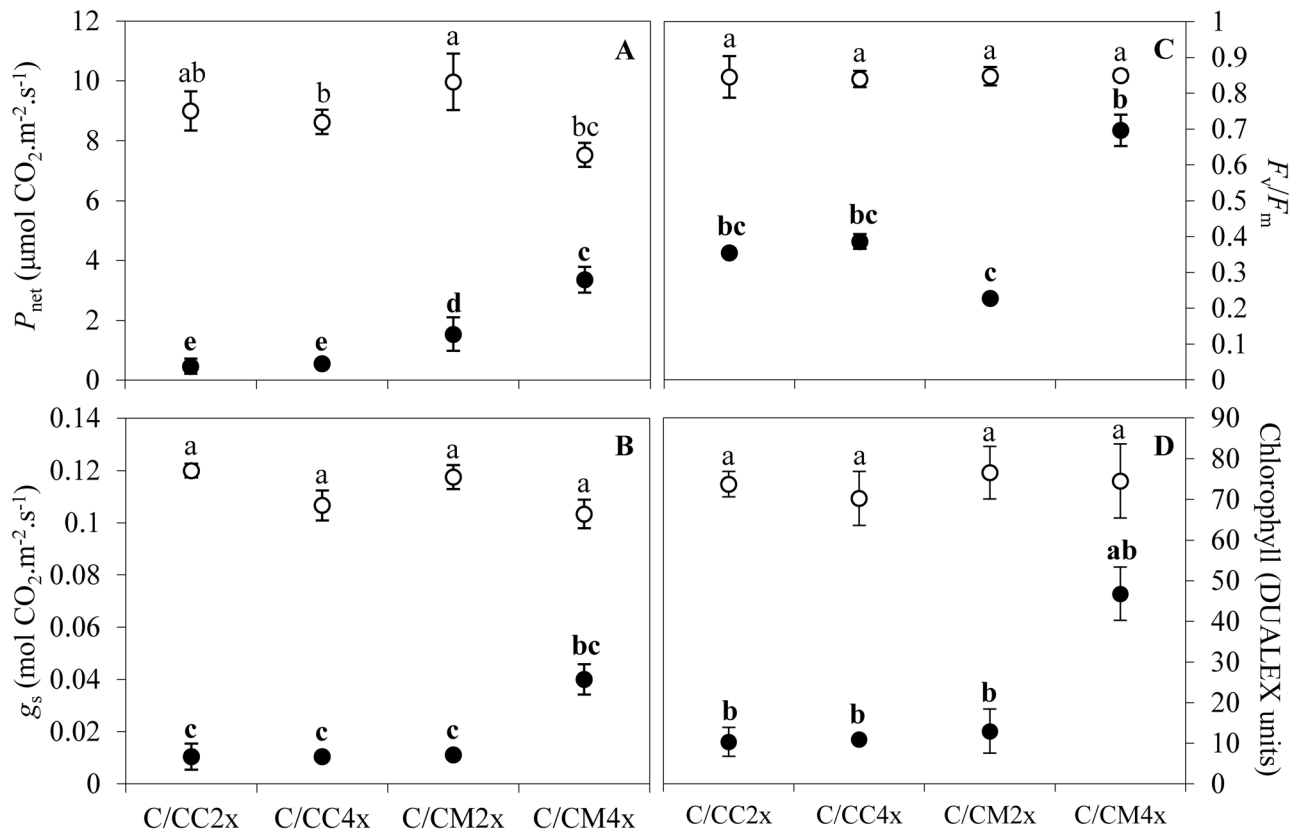 A
12
10
8
6
4
2
0
P_net (μmol CO₂.m⁻².s⁻¹)
ab
b
a
bc
e
e
d
c
C
1
0.9
0.8
0.7
0.6
0.5
0.4
0.3
0.2
0.1
0
F_v/F_m
a
a
a
a
b
bc
bc
c
B
0.14
0.12
0.1
0.08
0.06
0.04
0.02
0
g_s (mol CO₂.m⁻².s⁻¹)
a
a
a
a
c
c
c
bc
C/CC2x C/CC4x C/CM2x C/CM4x
D
90
80
70
60
50
40
30
20
10
0
Chlorophyll (DUALEX units)
a
a
a
a
b
b
b
ab
C/CC2x C/CC4x C/CM2x C/CM4x